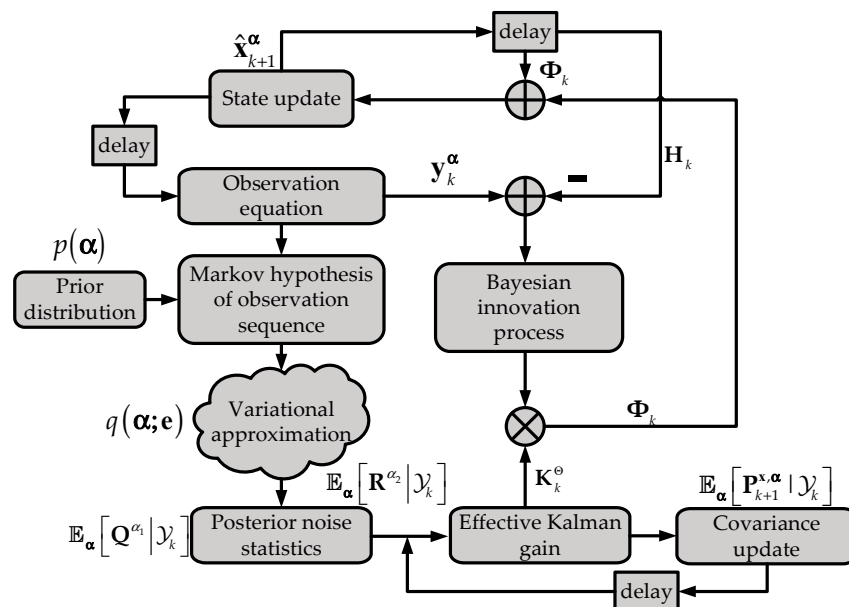 x̂^α_{k+1}
delay
Φ_k
State update
delay
H_k
Observation
equation
y^α_k
−
p(α)
Prior
distribution
Markov hypothesis
of observation
sequence
Bayesian
innovation
process
q(α;e)
Variational
approximation
Φ_k
K^Θ_k
𝔼_α[R^{α_2}|𝒴_k]
𝔼_α[P^{x,α}_{k+1}|𝒴_k]
𝔼_α[Q^{α_1}|𝒴_k]
Posterior noise
statistics
Effective Kalman
gain
Covariance
update
delay